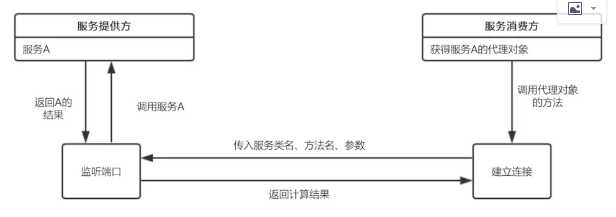 服务提供方
服务A
服务消费方
获得服务A的代理对象
返回A的
结果
调用服务A
调用代理对象
的方法
监听端口
传入服务类名、方法名、参数
返回计算结果
建立连接